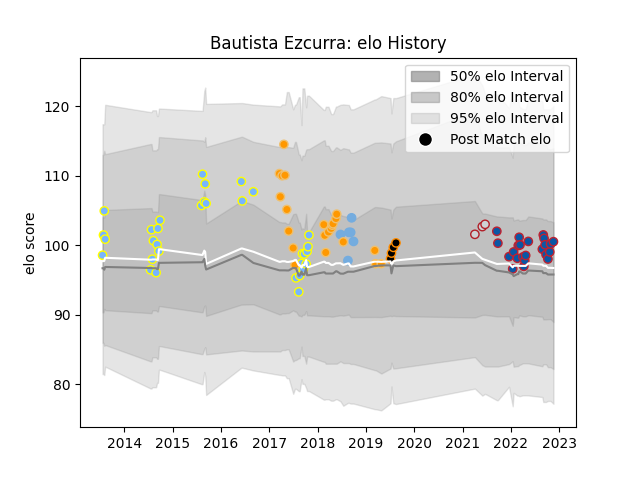 Bautista Ezcurra: elo History
50% elo Interval
80% elo Interval
95% elo Interval
Post Match elo
elo score
120
110
100
90
80
2014 2015 2016 2017 2018 2019 2020 2021 2022 2023